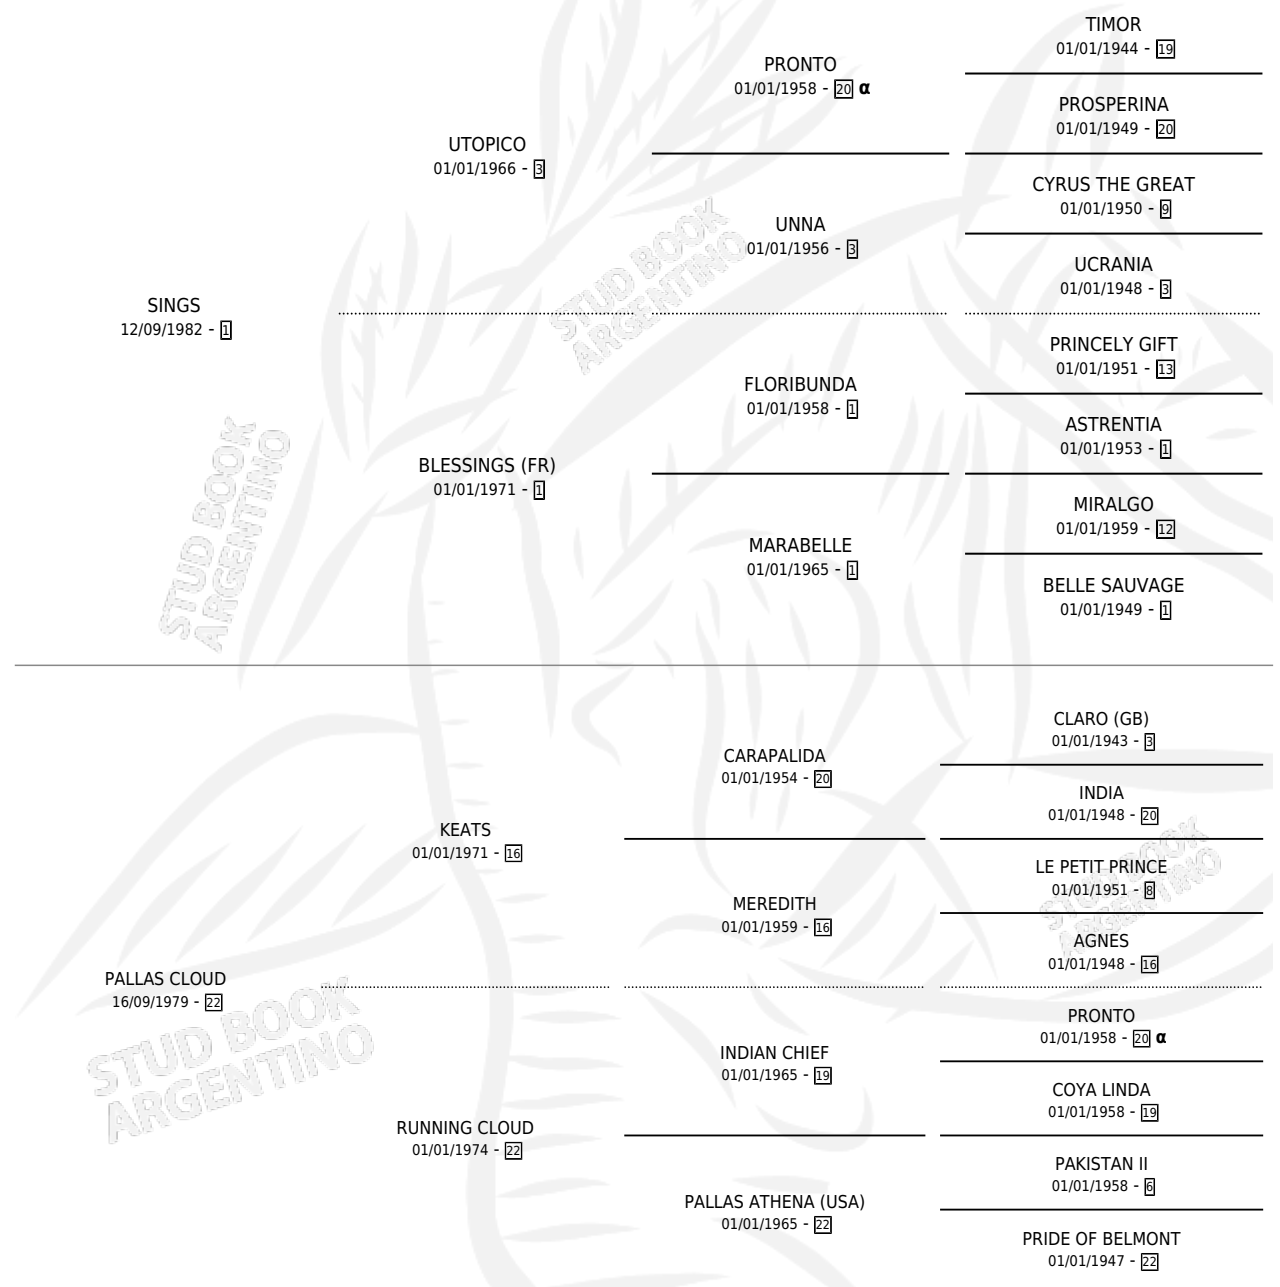 TIMOR
01/01/1944 - 19
PRONTO
01/01/1958 - 20 α
PROSPERINA
01/01/1949 - 20
UTOPICO
01/01/1966 - 3
CYRUS THE GREAT
01/01/1950 - 9
UNNA
01/01/1956 - 3
UCRANIA
01/01/1948 - 3
SINGS
12/09/1982 - 1
PRINCELY GIFT
01/01/1951 - 13
FLORIBUNDA
01/01/1958 - 1
ASTRENTIA
01/01/1953 - 1
BLESSINGS (FR)
01/01/1971 - 1
MIRALGO
01/01/1959 - 12
MARABELLE
01/01/1965 - 1
BELLE SAUVAGE
01/01/1949 - 1
CLARO (GB)
01/01/1943 - 3
CARAPALIDA
01/01/1954 - 20
INDIA
01/01/1948 - 20
KEATS
01/01/1971 - 16
LE PETIT PRINCE
01/01/1951 - 8
MEREDITH
01/01/1959 - 16
AGNES
01/01/1948 - 16
PALLAS CLOUD
16/09/1979 - 22
PRONTO
01/01/1958 - 20 α
INDIAN CHIEF
01/01/1965 - 19
COYA LINDA
01/01/1958 - 19
RUNNING CLOUD
01/01/1974 - 22
PAKISTAN II
01/01/1958 - 6
PALLAS ATHENA (USA)
01/01/1965 - 22
PRIDE OF BELMONT
01/01/1947 - 22
STUD BOOK
ARGENTINO
STUD BOOK
ARGENTINO
STUD BOOK
ARGENTINO
STUD BOOK
ARGENTINO